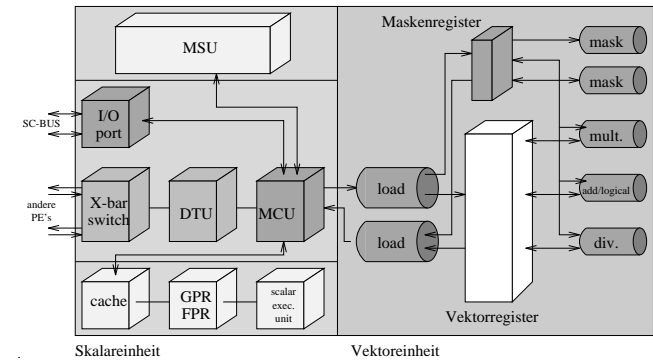 MSU
Maskenregister
mask
mask
I/O
port
SC-BUS
mult.
andere
PE's
X-bar
switch
DTU
MCU
load
add/logical
load
div.
cache
GPR
FPR
scalar
exec.
unit
Vektorregister
Skalareinheit
Vektoreinheit